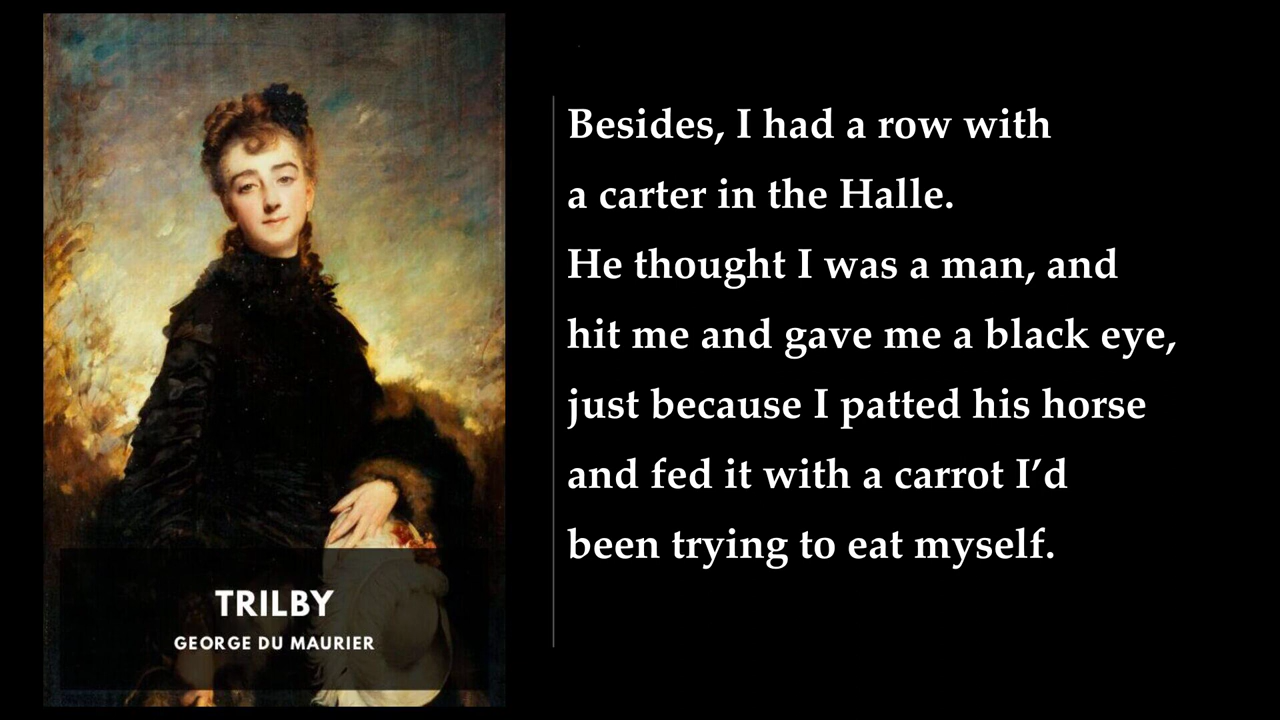 Besides, I had a row with
a carter in the Halle.
He thought I was a man, and
hit me and gave me a black eye,
just because I patted his horse
and fed it with a carrot I’d
been trying to eat myself.
TRILBY
GEORGE DU MAURIER